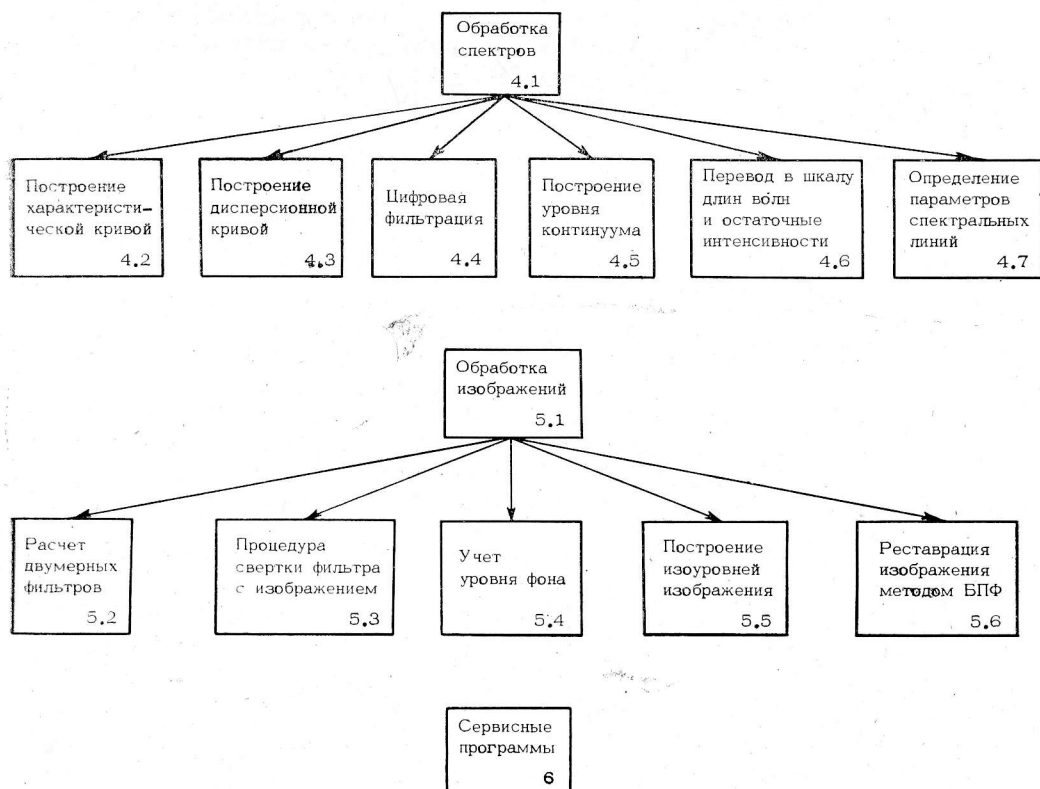 Обработка
спектров
4.1
Построение
характеристи-
ческой кривой
4.2
Построение
дисперсионной
кривой
4.3
Цифровая
фильтрация
4.4
Построение
уровня
континуума
4.5
Перевод в шкалу
длин волн
и остаточные
интенсивности
4.6
Определение
параметров
спектральных
линий
4.7
Обработка
изображений
5.1
Расчет
двумерных
фильтров
5.2
Процедура
свертки фильтра
с изображением
5.3
Учет
уровня фона
5.4
Построение
изоуровней
изображения
5.5
Реставрация
изображения
методом БПФ
5.6
Сервисные
программы
6